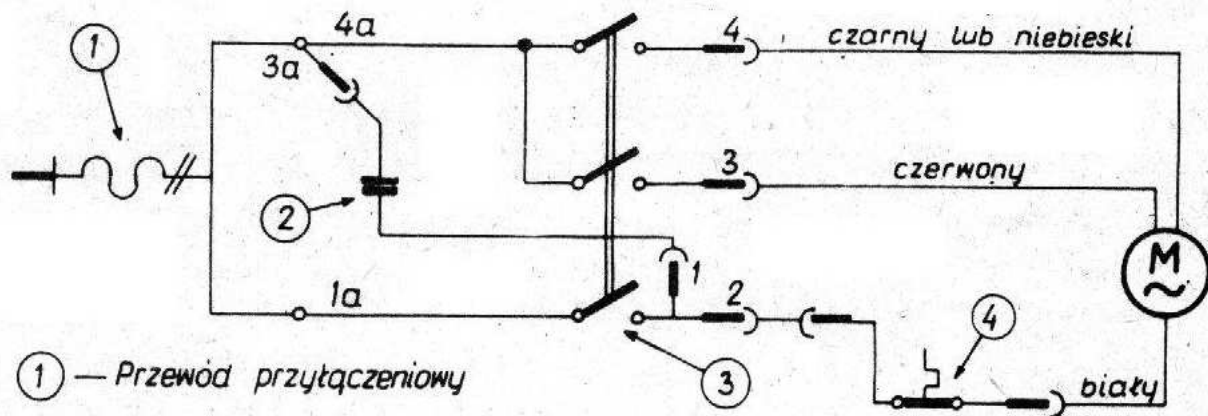 1
4a
3a
4
czarny lub niebieski
3
czerwony
2
1
M
~
1a
2
4
3
biały
1 — Przewód przyłączeniowy